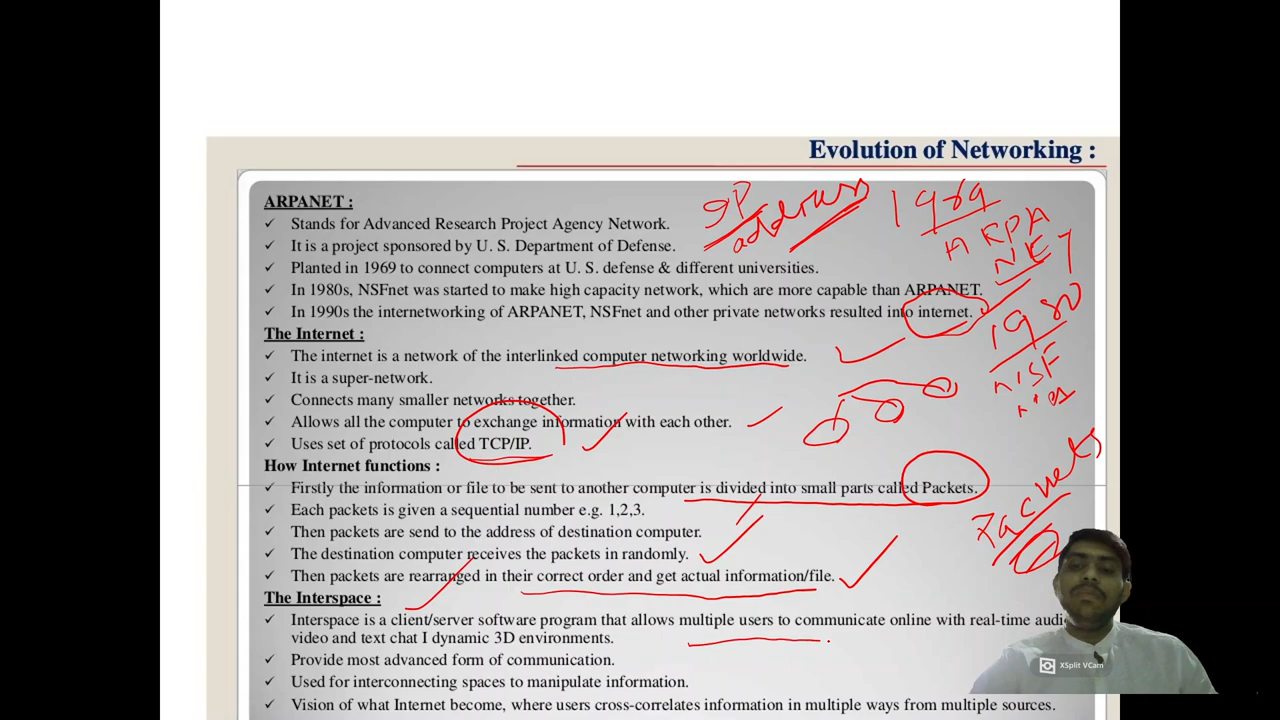 Evolution of Networking :
ARPANET :
✓ Stands for Advanced Research Project Agency Network.
✓ It is a project sponsored by U. S. Department of Defense.
✓ Planted in 1969 to connect computers at U. S. defense & different universities.
✓ In 1980s, NSFnet was started to make high capacity network, which are more capable than ARPANET.
✓ In 1990s the internetworking of ARPANET, NSFnet and other private networks resulted into internet.
The Internet :
✓ The internet is a network of the interlinked computer networking worldwide.
✓ It is a super-network.
✓ Connects many smaller networks together.
✓ Allows all the computer to exchange information with each other.
✓ Uses set of protocols called TCP/IP.
How Internet functions :
✓ Firstly the information or file to be sent to another computer is divided into small parts called Packets.
✓ Each packets is given a sequential number e.g. 1,2,3.
✓ Then packets are send to the address of destination computer.
✓ The destination computer receives the packets in randomly.
✓ Then packets are rearranged in their correct order and get actual information/file.
The Interspace :
✓ Interspace is a client/server software program that allows multiple users to communicate online with real-time
video and text chat I dynamic 3D environments.
✓ Provide most advanced form of communication.
✓ Used for interconnecting spaces to manipulate information.
✓ Vision of what Internet become, where users cross-correlates information in multiple ways from multiple sources.
IP
address
1969
ARPA
NET
1980
XSplit VCam